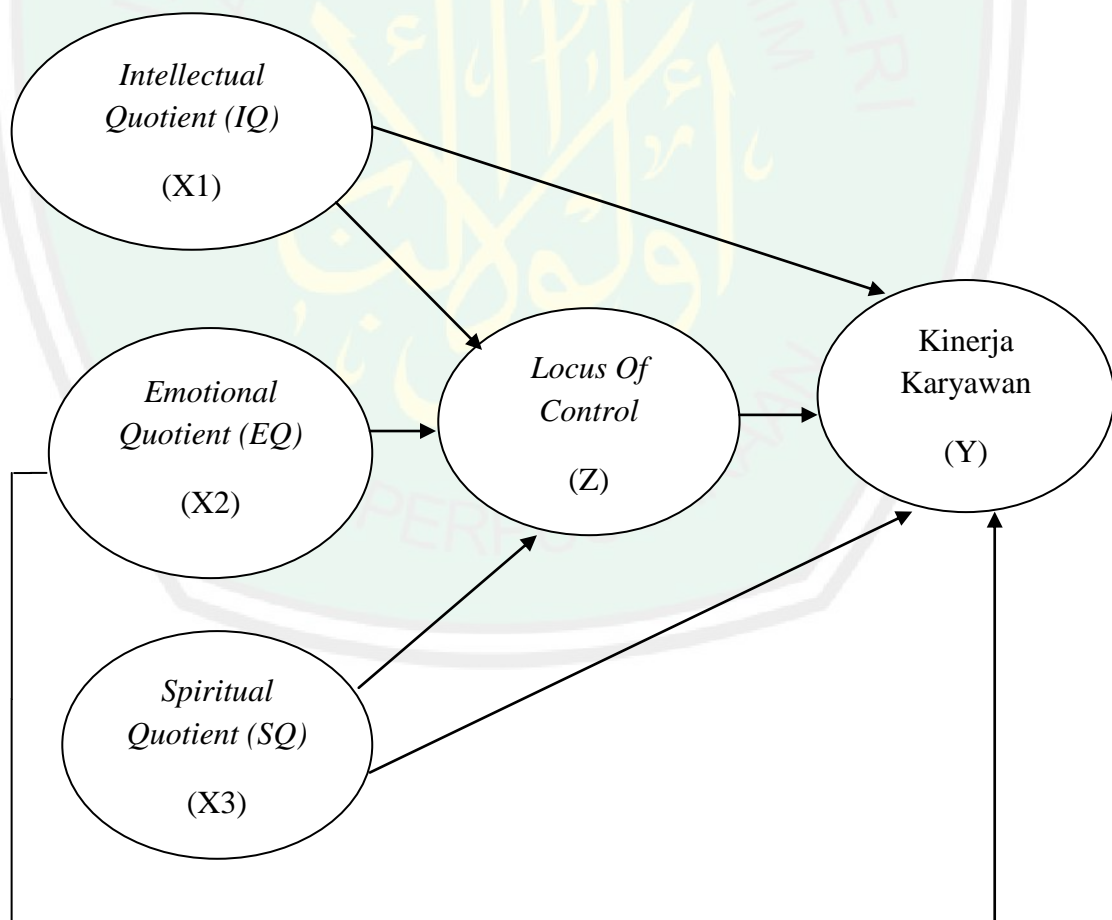 Intellectual
Quotient (IQ)
(X1)
Emotional
Quotient (EQ)
(X2)
Spiritual
Quotient (SQ)
(X3)
Locus Of
Control
(Z)
Kinerja
Karyawan
(Y)